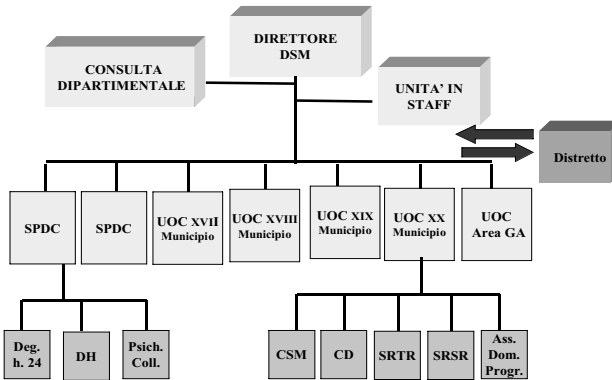 DIRETTORE
DSM
CONSULTA
DIPARTIMENTALE
UNITA' IN
STAFF
Distretto
SPDC
SPDC
UOC XVII
Municipio
UOC XVIII
Municipio
UOC XIX
Municipio
UOC XX
Municipio
UOC
Area GA
Deg.
h. 24
DH
Psich.
Coll.
CSM
CD
SRTR
SRSR
Ass.
Dom.
Progr.